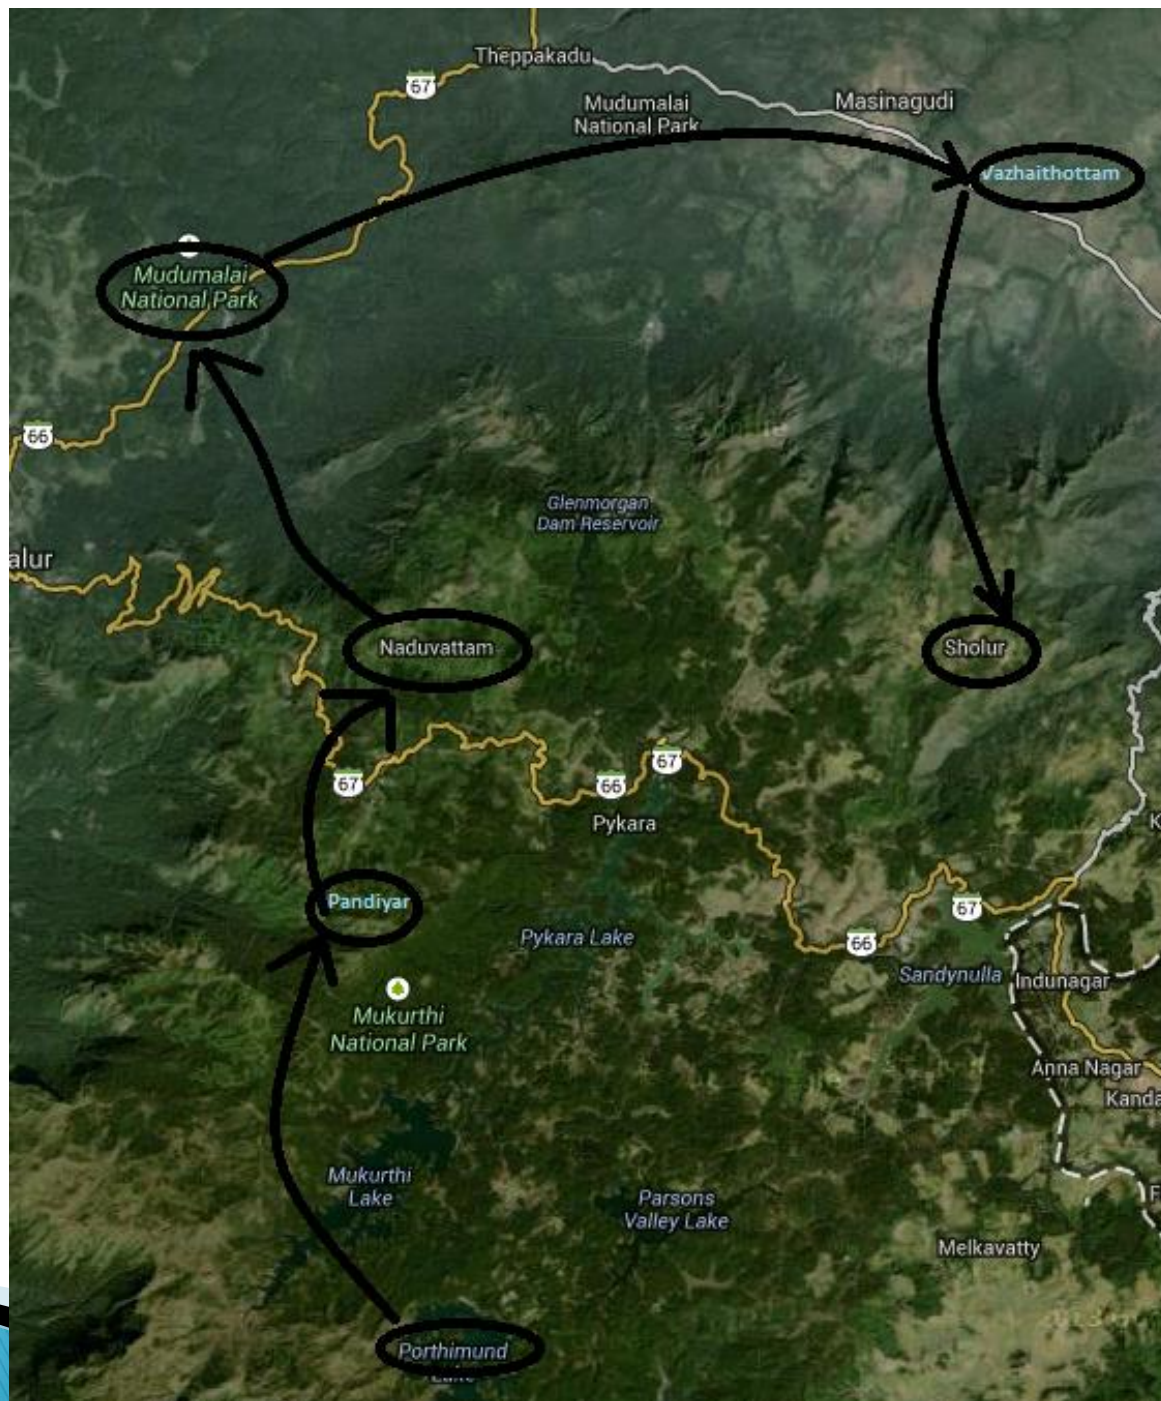 Theppakadu
67
Mudumalai
National Park
Masinagudi
Vazhaithottam
Mudumalai
National Park
66
Glenmorgan
Dam Reservoir
alur
Naduvattam
Sholur
67
66
67
Pykara
K
Pandiyar
67
66
Pykara Lake
Sandynulla
Indunagar
Mukurthi
National Park
Anna Nagar
Kanda
Mukurthi
Lake
Parsons
Valley Lake
F
Melkavatty
Porthimund
Lake